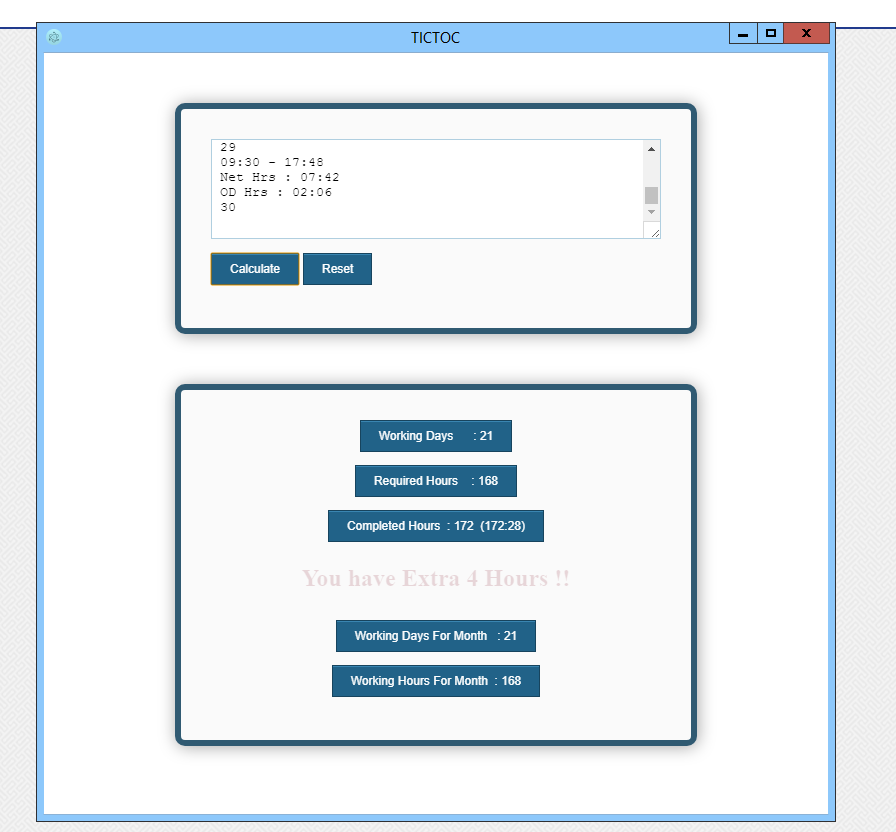 TICTOC
29
09:30 - 17:48
Net Hrs : 07:42
OD Hrs : 02:06
30
Calculate Reset
Working Days : 21
Required Hours : 168
Completed Hours : 172 (172:28)
You have Extra 4 Hours !!
Working Days For Month : 21
Working Hours For Month : 168